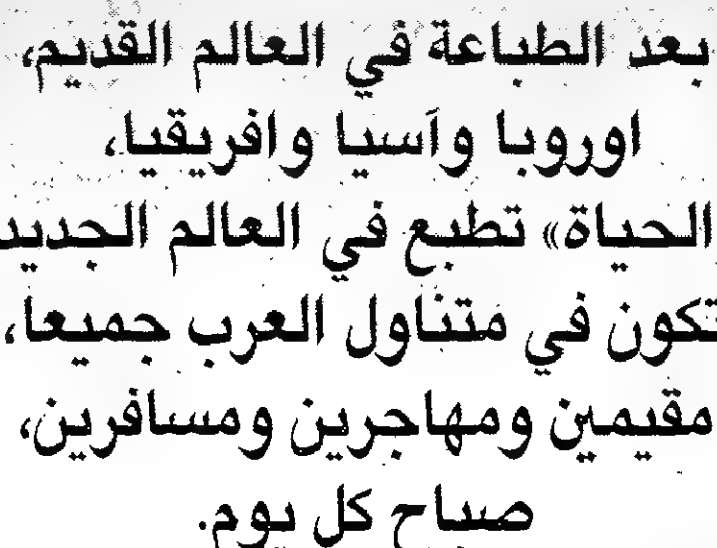 بعد الطباعة في العالم القديم،
اوروبا وآسيا وافريقيا،
الحياة» تطبع في العالم الجديد
تكون في متناول العرب جميعا،
مقيمين ومهاجرين ومسافرين،
صباح كل يوم.